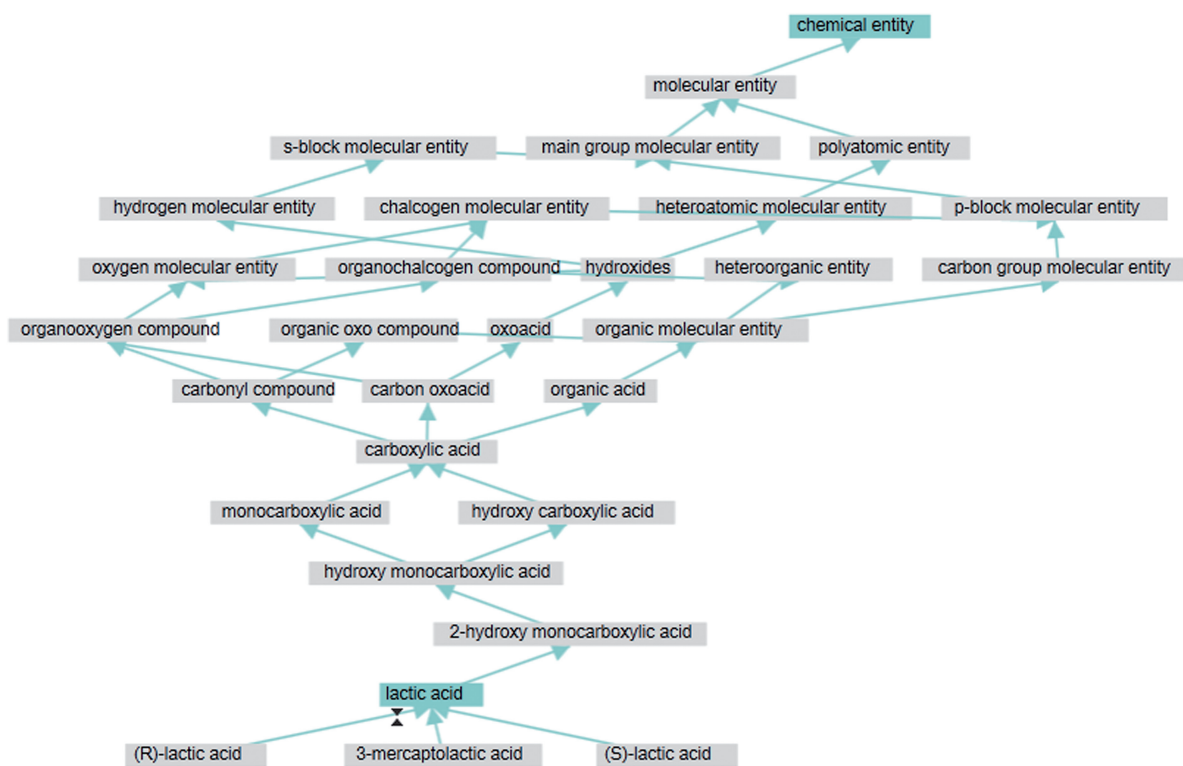 chemical entity
molecular entity
s-block molecular entity
main group molecular entity
polyatomic entity
hydrogen molecular entity
chalcogen molecular entity
heteroatomic molecular entity
p-block molecular entity
oxygen molecular entity
organochalcogen compound
hydroxides
heteroorganic entity
carbon group molecular entity
organooxygen compound
organic oxo compound
oxoacid
organic molecular entity
carbonyl compound
carbon oxoacid
organic acid
carboxylic acid
monocarboxylic acid
hydroxy carboxylic acid
hydroxy monocarboxylic acid
2-hydroxy monocarboxylic acid
lactic acid
(R)-lactic acid
3-mercaptolactic acid
(S)-lactic acid